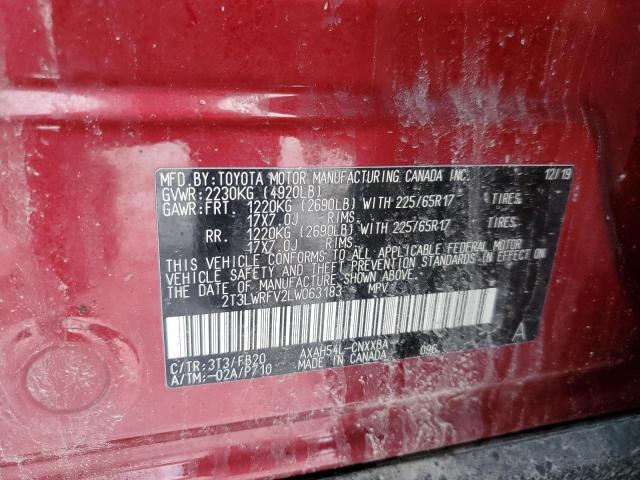 MFD. BY: TOYOTA MOTOR MANUFACTURING CANADA INC. 12/19
GVWR: 2230KG (4920LB)
GAWR: FRT. 1220KG (2690LB) WITH 225/65R17 TIRES,
17X7.0J RIMS,
RR. 1220KG (2690LB) WITH 225/65R17 TIRES,
17X7.0J RIMS.
THIS VEHICLE CONFORMS TO ALL APPLICABLE FEDERAL MOTOR
VEHICLE SAFETY, BUMPER, AND THEFT PREVENTION STANDARDS IN
EFFECT ON THE DATE OF MANUFACTURE SHOWN ABOVE.
2T3LWRFV2LW063183 MPV
A
C/TR: 3T3/FB20 AXAH54L-CNXXBA 096
A/TM: -02A/P710 MADE IN CANADA